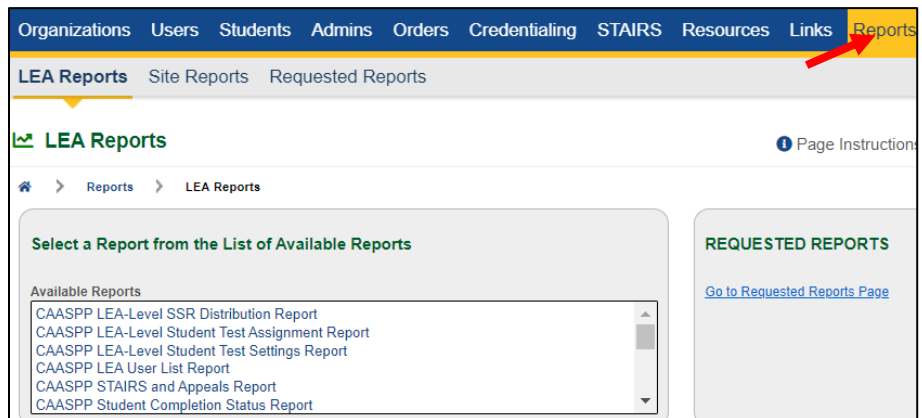 Organizations Users Students Admins Orders Credentialing STAIRS Resources Links Reports
LEA Reports Site Reports Requested Reports
LEA Reports
Page Instructions
Reports > LEA Reports
Select a Report from the List of Available Reports
Available Reports
CAASPP LEA-Level SSR Distribution Report
CAASPP LEA-Level Student Test Assignment Report
CAASPP LEA-Level Student Test Settings Report
CAASPP LEA User List Report
CAASPP STAIRS and Appeals Report
CAASPP Student Completion Status Report
REQUESTED REPORTS
Go to Requested Reports Page